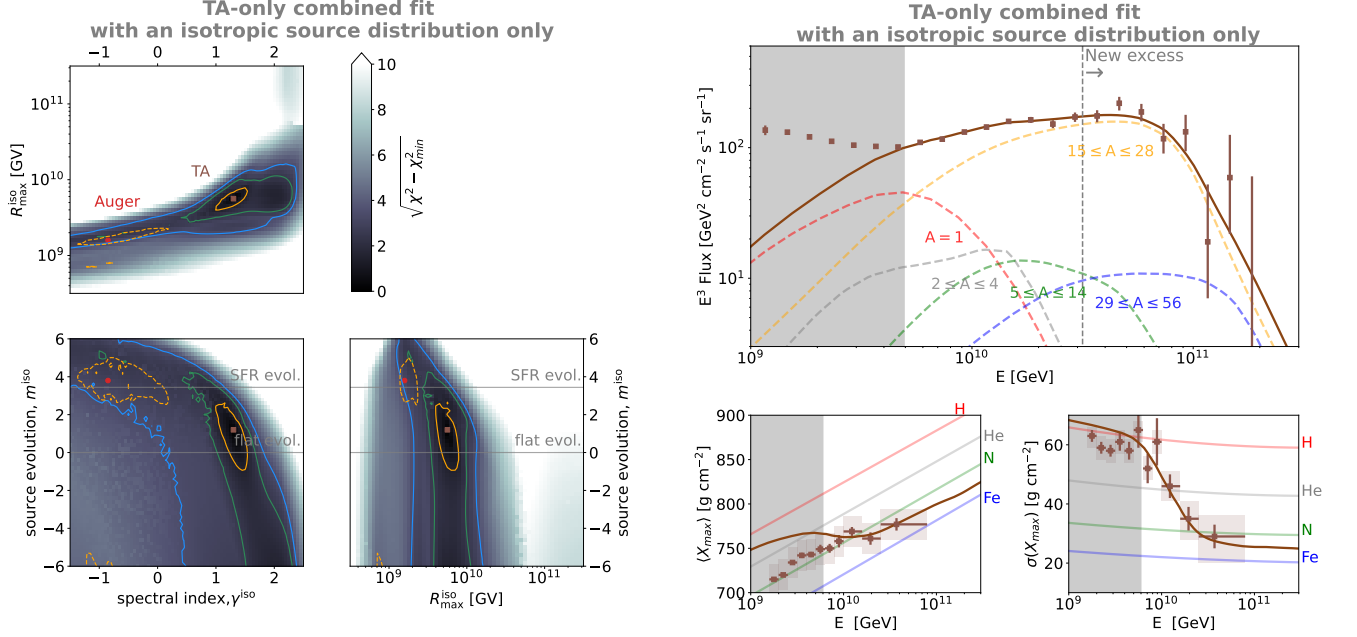 TA-only combined fit
with an isotropic source distribution only
−1 0 1 2
10¹¹
10¹⁰
10⁹
R^iso_max [GV]
TA
Auger
10
8
6
4
2
0
√χ² − χ²_min
6
4
2
0
−2
−4
−6
source evolution, m^iso
SFR evol.
flat evol.
−1 0 1 2
spectral index,γ^iso
SFR evol.
flat evol.
6
4
2
0
−2
−4
−6
source evolution, m^iso
10⁹ 10¹⁰ 10¹¹
R^iso_max [GV]
TA-only combined fit
with an isotropic source distribution only
New excess
→
10²
10¹
E³ Flux [GeV² cm⁻² s⁻¹ sr⁻¹]
15 ≤ A ≤ 28
A = 1
2 ≤ A ≤ 4
5 ≤ A ≤ 14
29 ≤ A ≤ 56
10⁹ 10¹⁰ 10¹¹
E [GeV]
900
850
800
750
700
⟨X_max⟩ [g cm⁻²]
H
He
N
Fe
10⁹ 10¹⁰ 10¹¹
E [GeV]
60
40
20
σ(X_max) [g cm⁻²]
H
He
N
Fe
10⁹ 10¹⁰ 10¹¹
E [GeV]